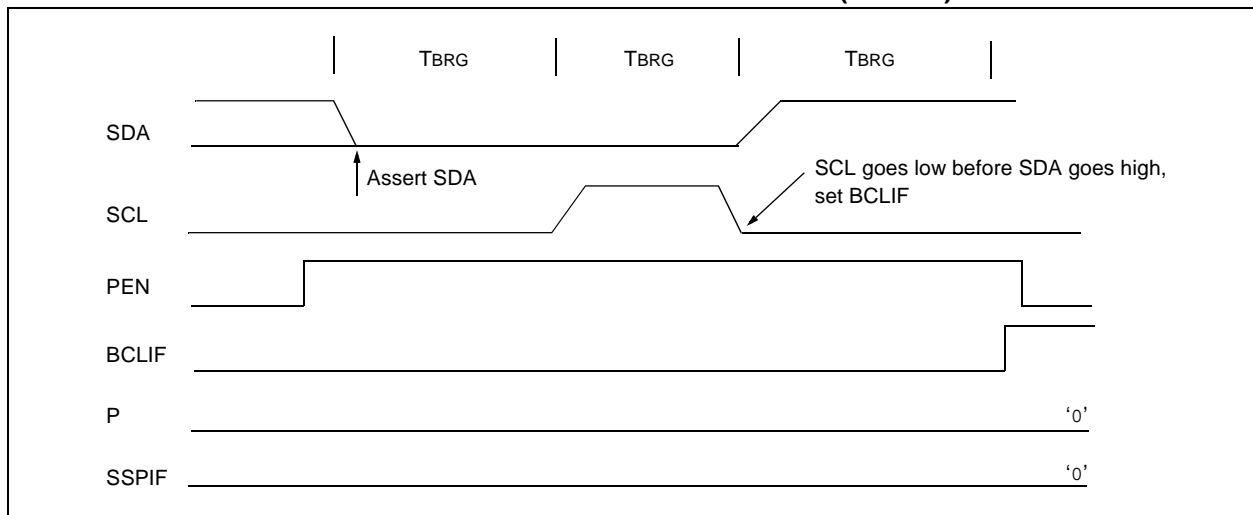 TBRG TBRG TBRG
SDA
Assert SDA
SCL goes low before SDA goes high,
set BCLIF
SCL
PEN
BCLIF
P
‘0’
SSPIF
‘0’